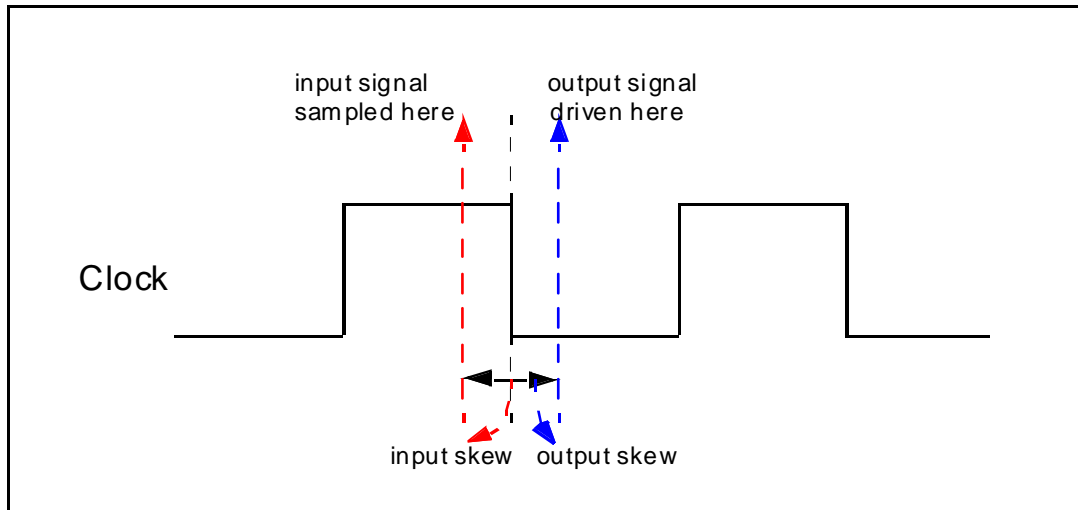 input signal
sampled here
output signal
driven here
Clock
input skew
output skew